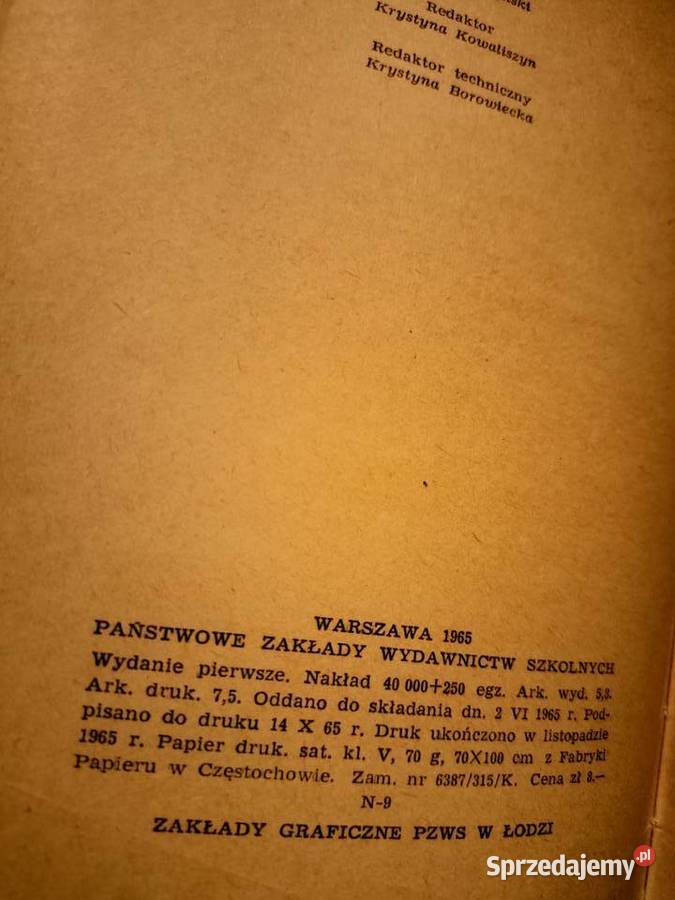 Redaktor
Krystyna Kowaliszyn
Redaktor techniczny
Krystyna Borowiecka
WARSZAWA 1965
PAŃSTWOWE ZAKŁADY WYDAWNICTW SZKOLNYCH
Wydanie pierwsze. Nakład 40 000+250 egz. Ark. wyd. 5,3.
Ark. druk. 7,5. Oddano do składania dn. 2 VI 1965 r. Pod-
pisano do druku 14 X 65 r. Druk ukończono w listopadzie
1965 r. Papier druk. sat. kl. V, 70 g, 70×100 cm z Fabryki
Papieru w Częstochowie. Zam. nr 6387/315/K. Cena zł 8.—
N-9
ZAKŁADY GRAFICZNE PZWS W ŁODZI
Sprzedajemy.pl